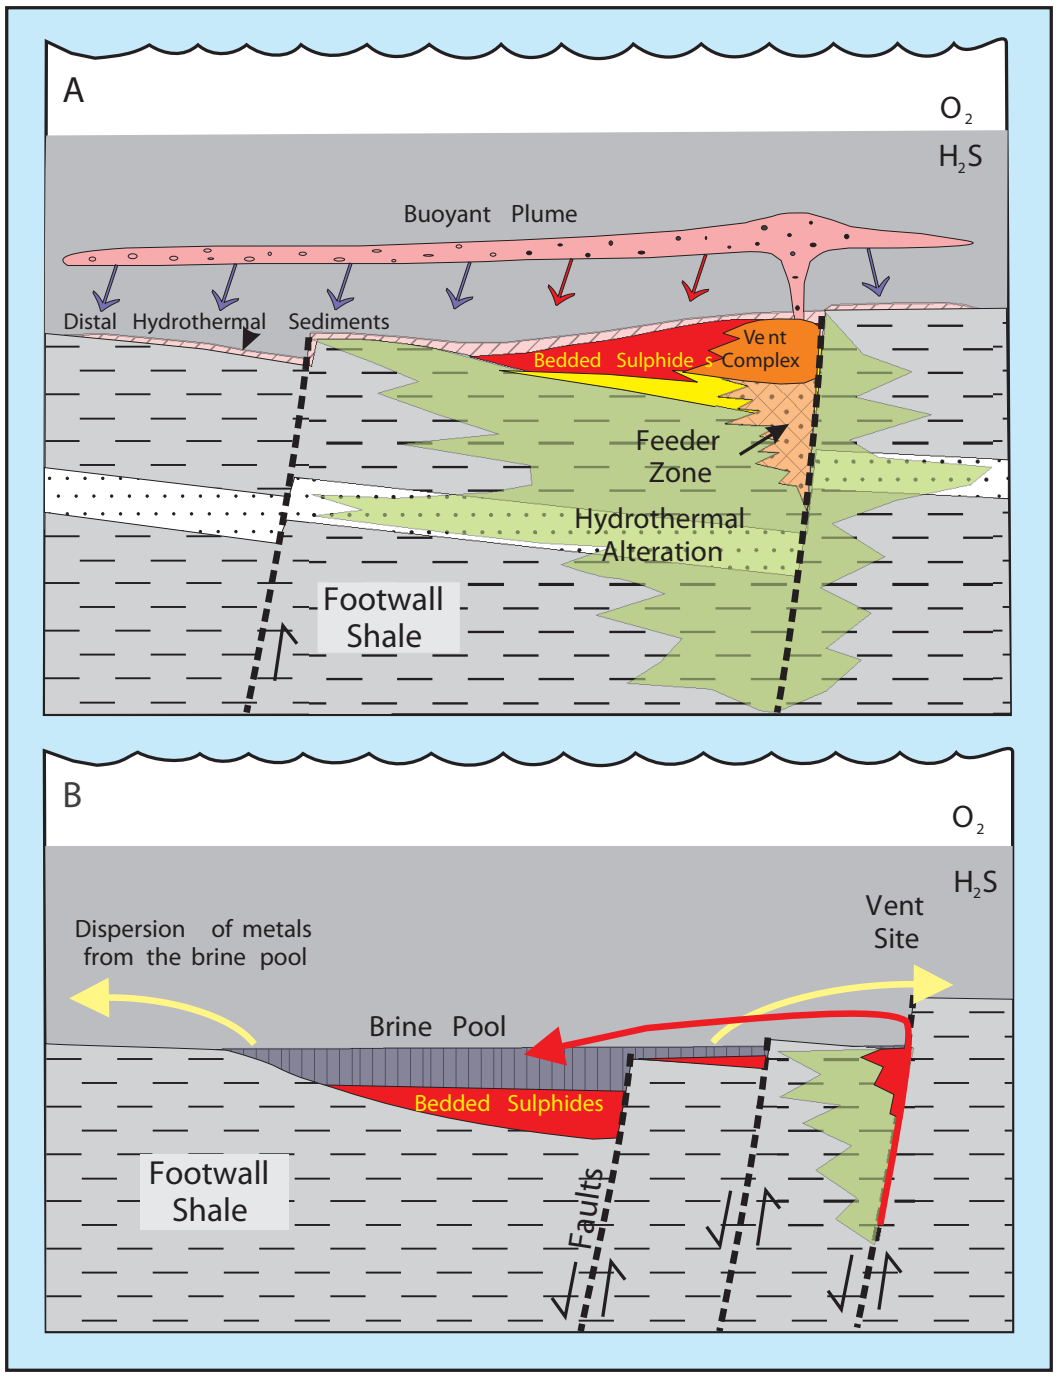 A
O2
H2S
Buoyant Plume
Distal Hydrothermal Sediments
Vent
Bedded Sulphides Complex
Feeder
Zone
Hydrothermal
Alteration
Footwall
Shale
B
O2
H2S
Vent
Site
Dispersion of metals
from the brine pool
Brine Pool
Bedded Sulphides
Footwall
Shale
Faults